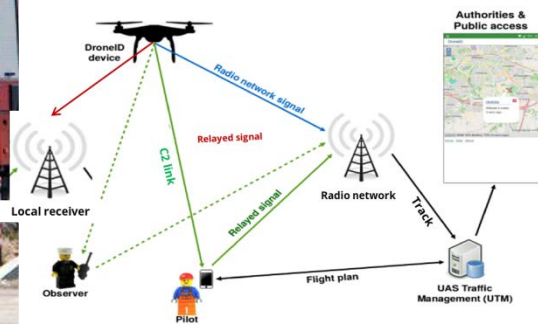 Authorities &
Public access
DroneID
device
Radio network signal
Relayed signal
C2 link
Local receiver
Radio network
Relayed signal
Track
Observer
Flight plan
Pilot
UAS Traffic
Management (UTM)